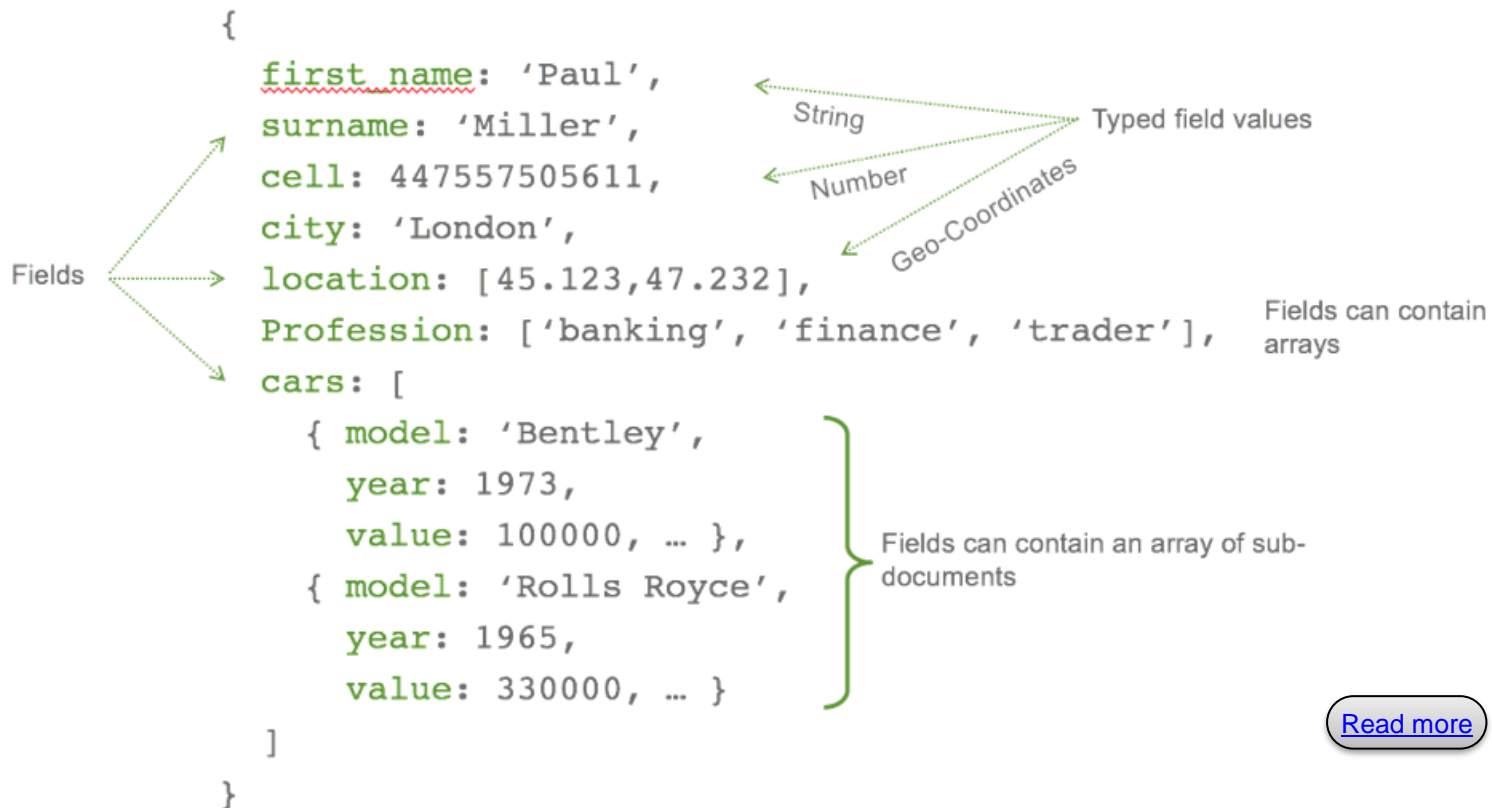 {
first_name: ‘Paul’,
surname: ‘Miller’,
cell: 447557505611,
city: ‘London’,
location: [45.123,47.232],
Profession: [‘banking’, ‘finance’, ‘trader’],
cars: [
{ model: ‘Bentley’,
year: 1973,
value: 100000, … },
{ model: ‘Rolls Royce’,
year: 1965,
value: 330000, … }
]
}
Fields
String
Number
Geo-Coordinates
Typed field values
Fields can contain
arrays
Fields can contain an array of sub-
documents
Read more